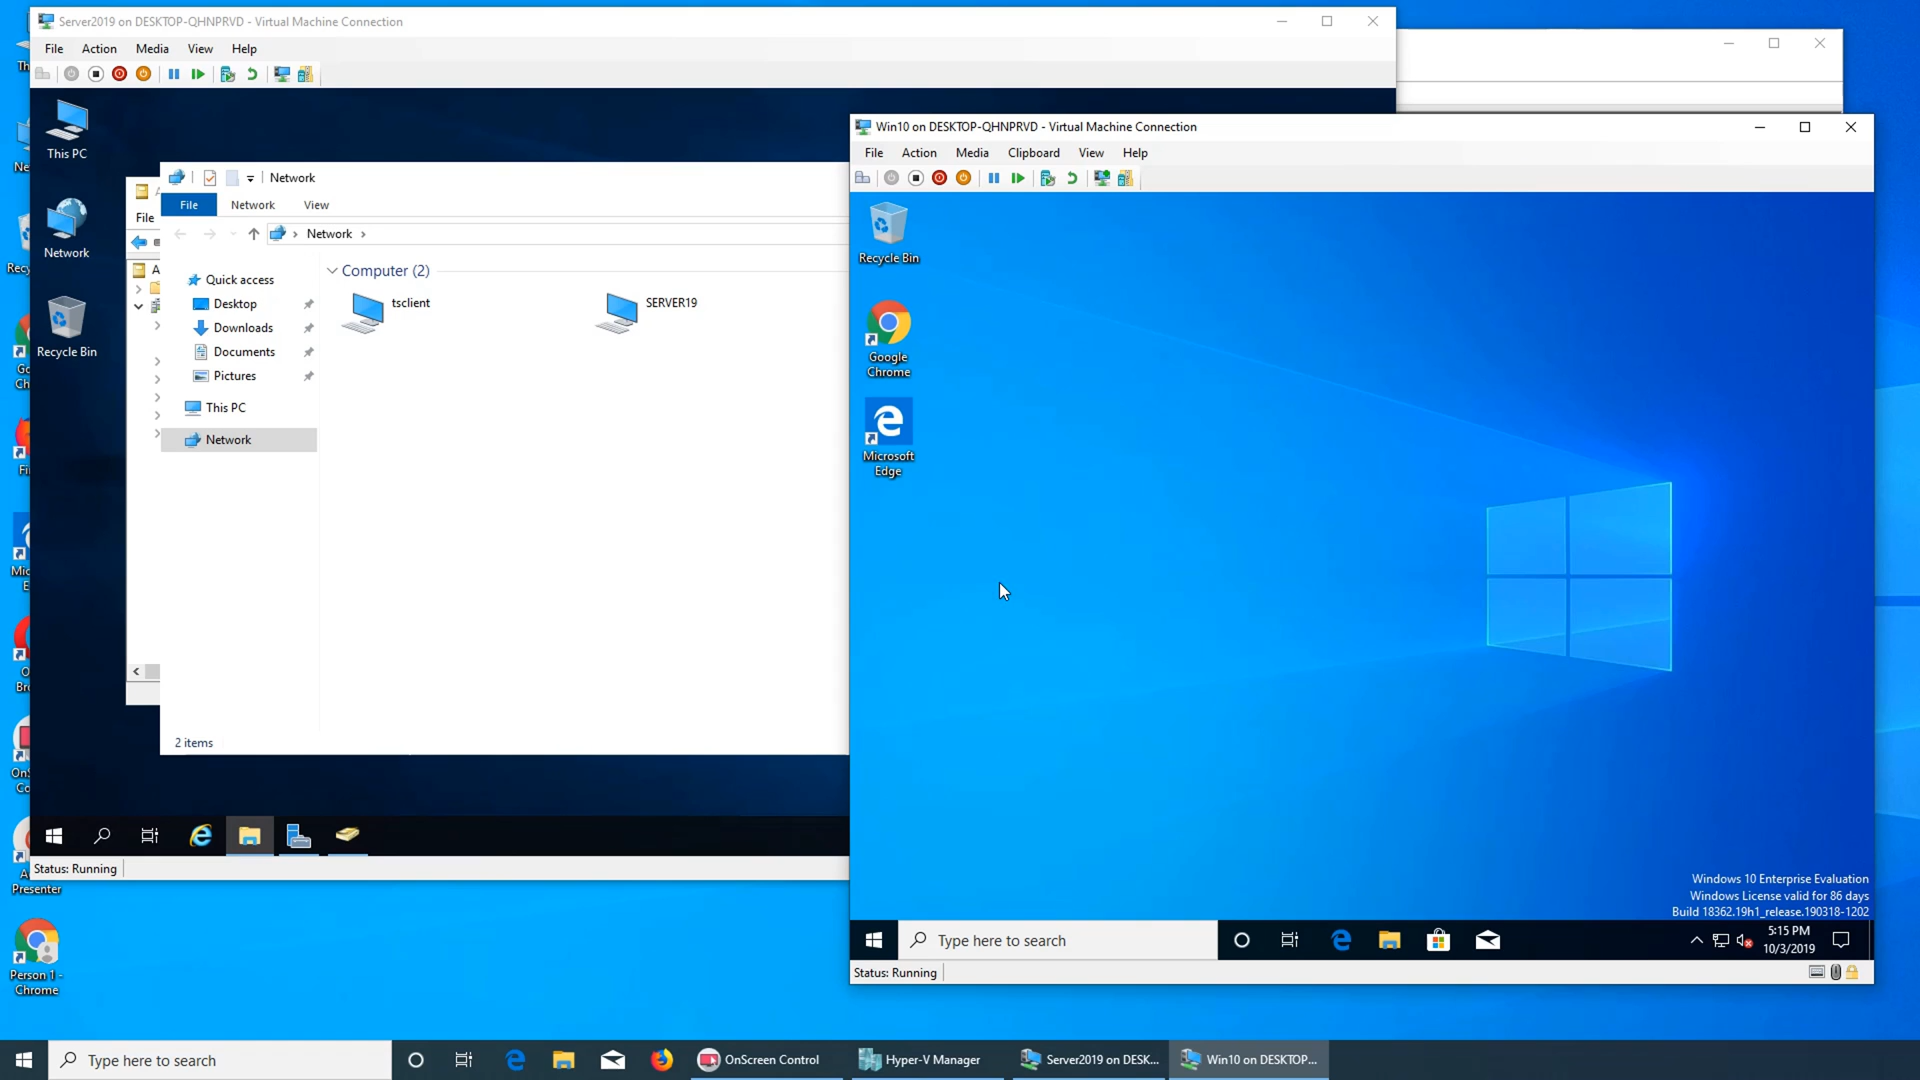 Server2019 on DESKTOP-QHNPRVD - Virtual Machine Connection
File Action Media View Help
This PC
Network
Recycle Bin
File
A
Network
File Network View
Network
Quick access
Desktop
Downloads
Documents
Pictures
This PC
Network
Computer (2)
tsclient
SERVER19
2 items
Status: Running
Win10 on DESKTOP-QHNPRVD - Virtual Machine Connection
File Action Media Clipboard View Help
Recycle Bin
Google
Chrome
Microsoft
Edge
Windows 10 Enterprise Evaluation
Windows License valid for 86 days
Build 18362.19h1_release.190318-1202
Type here to search
5:15 PM
10/3/2019
Status: Running
Presenter
Person 1 -
Chrome
Type here to search
OnScreen Control
Hyper-V Manager
Server2019 on DESK...
Win10 on DESKTOP...